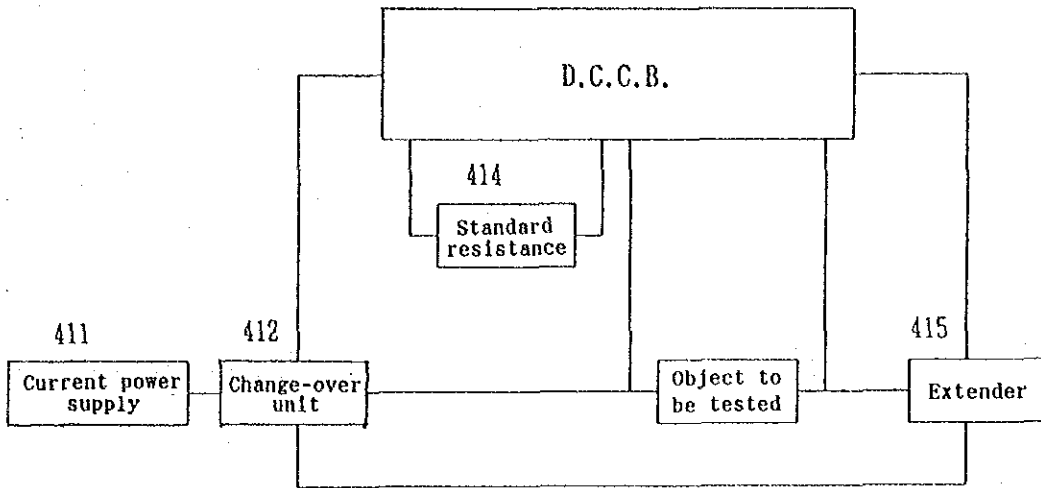 D.C.C.B.
414
Standard
resistance
411
412
415
Current power
supply
Change-over
unit
Object to
be tested
Extender